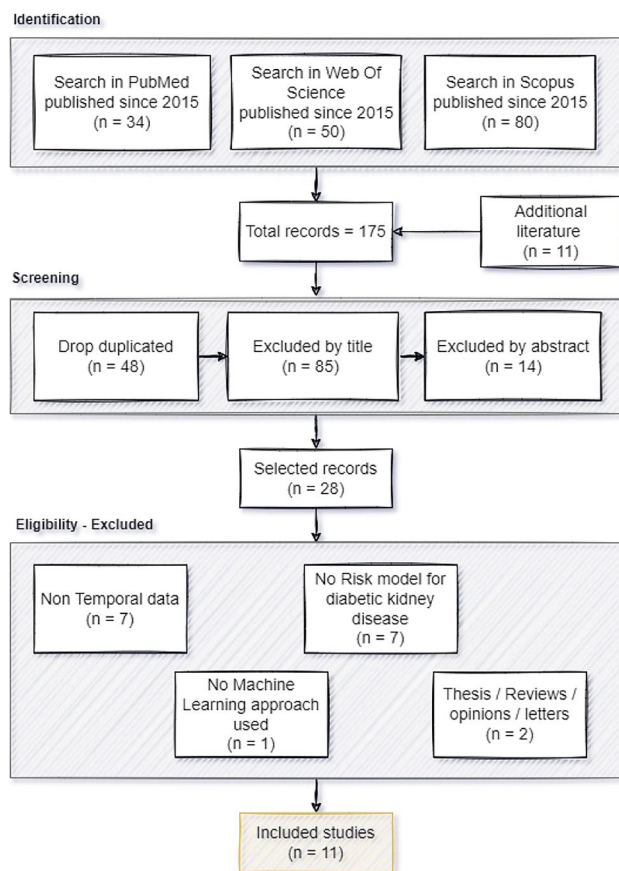 Identification
Search in PubMed
published since 2015
(n = 34)
Search in Web Of
Science
published since 2015
(n = 50)
Search in Scopus
published since 2015
(n = 80)
Total records = 175
Additional
literature
(n = 11)
Screening
Drop duplicated
(n = 48)
Excluded by title
(n = 85)
Excluded by abstract
(n = 14)
Selected records
(n = 28)
Eligibility - Excluded
Non Temporal data
(n = 7)
No Risk model for
diabetic kidney
disease
(n = 7)
No Machine
Learning approach
used
(n = 1)
Thesis / Reviews /
opinions / letters
(n = 2)
Included studies
(n = 11)